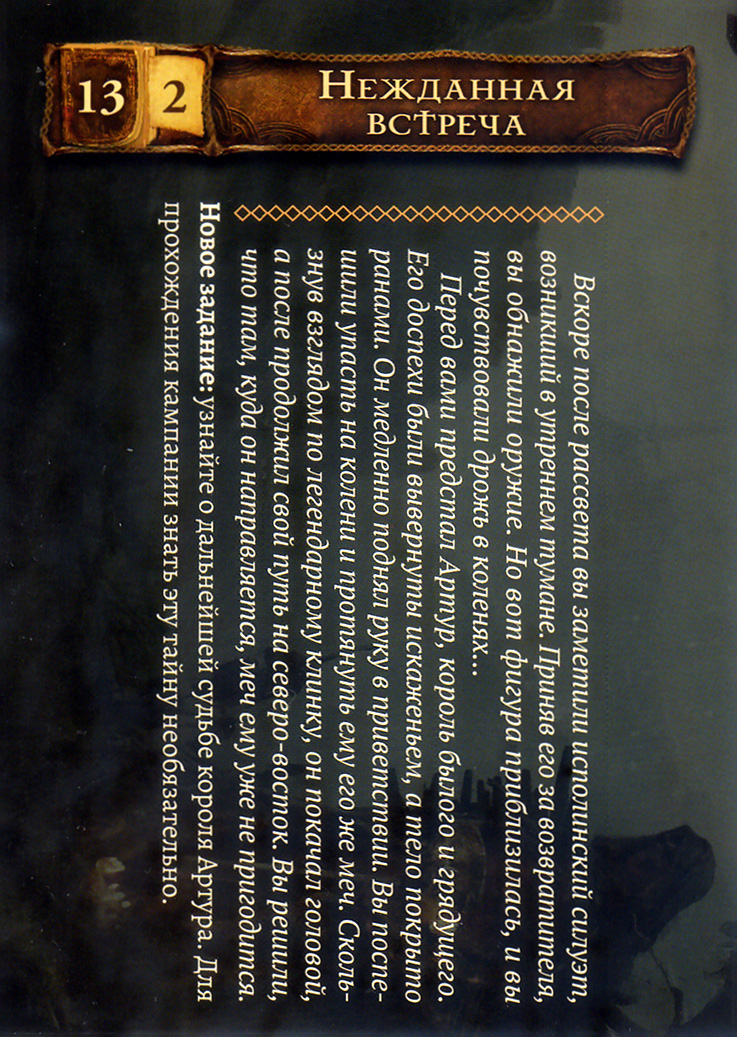 13
2
НЕЖДАННАЯ
ВСТРЕЧА
Вскоре после рассвета вы заметили исполинский силуэт,
возникший в утреннем тумане. Приняв его за возвратителя,
вы обнажили оружие. Но вот фигура приблизилась, и вы
почувствовали дрожь в коленях...
Перед вами предстал Артур, король былого и грядущего.
Его доспехи были вывернуты искаженьем, а тело покрыто
ранами. Он медленно поднял руку в приветствии. Вы поспе-
шили упасть на колени и протянуть ему его же меч. Сколь-
знув взглядом по легендарному клинку, он покачал головой,
а после продолжил свой путь на северо-восток. Вы решили,
что там, куда он направляется, меч ему уже не пригодится.
Новое задание: узнайте о дальнейшей судьбе короля Артура. Для
прохождения кампании знать эту тайну необязательно.